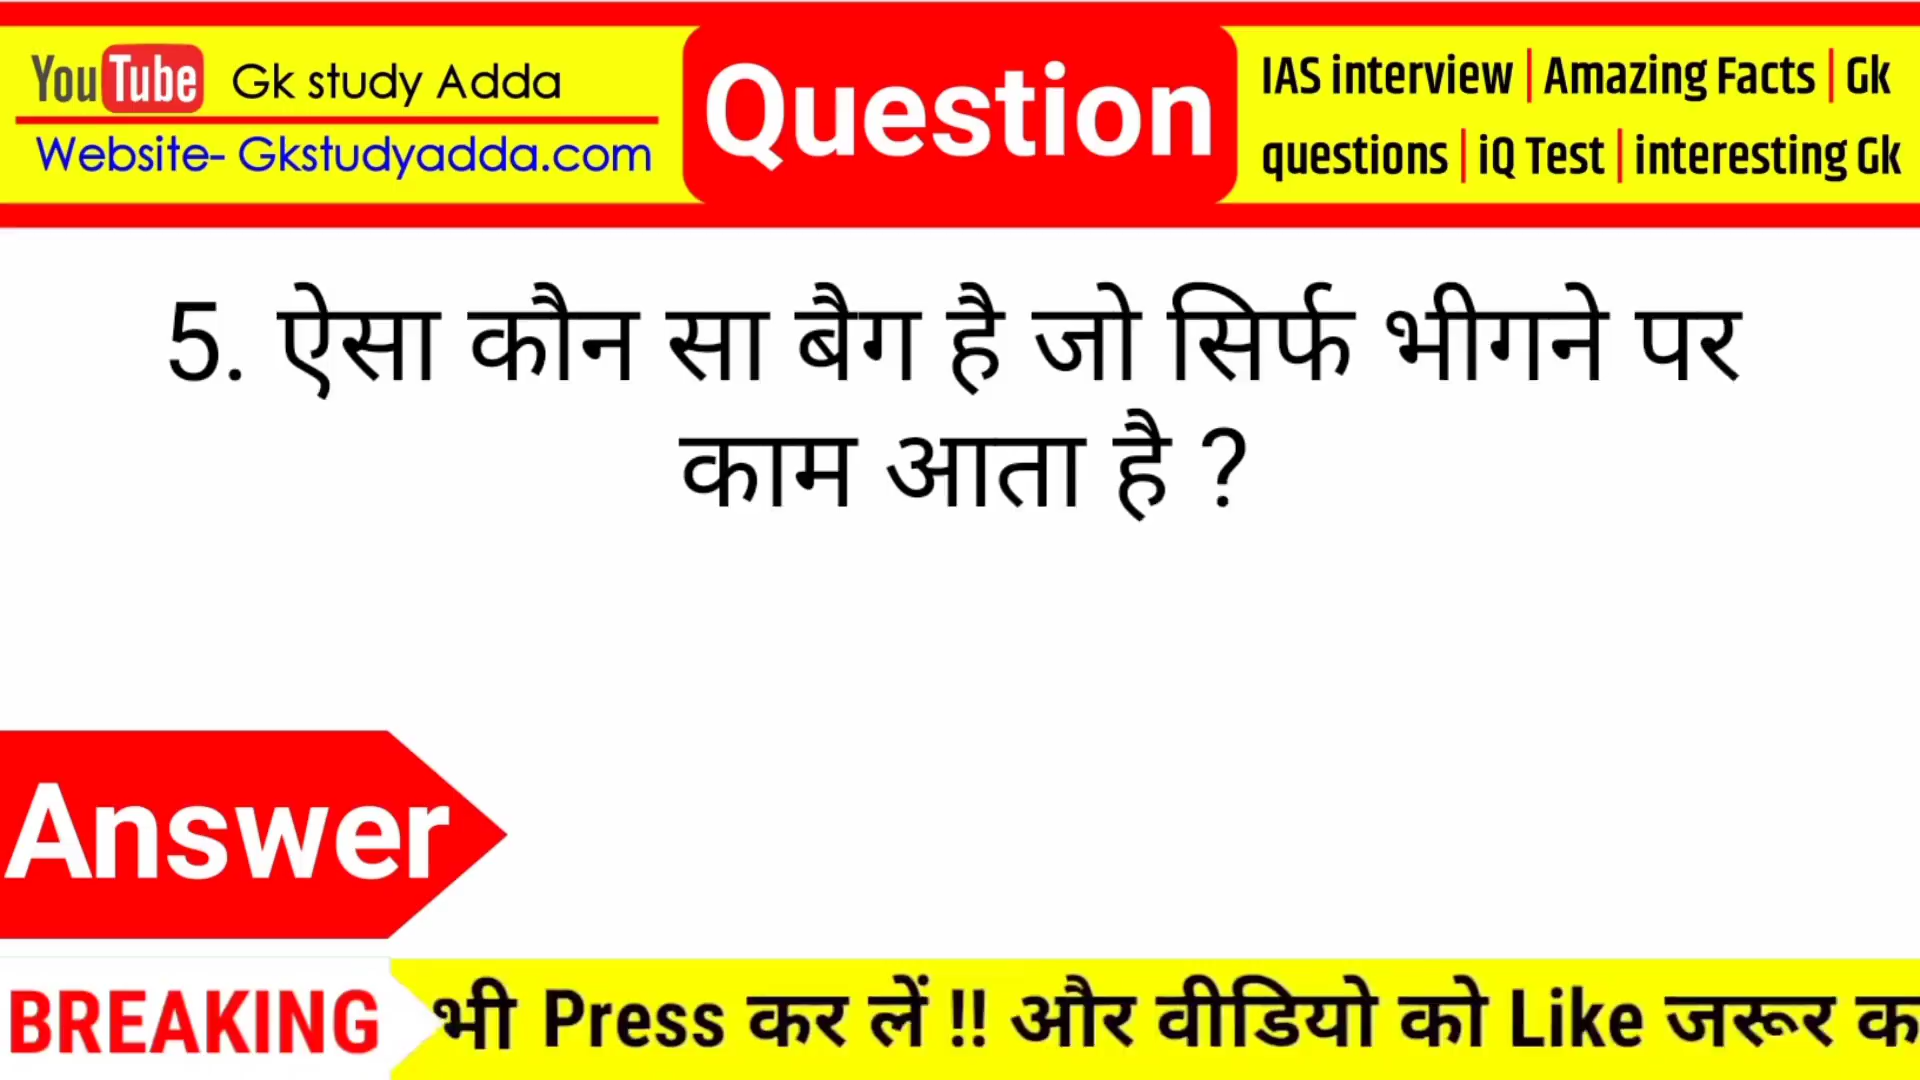 YouTube Gk study Adda
Website- Gkstudyadda.com
Question
IAS interview | Amazing Facts | Gk
questions | iQ Test | interesting Gk
5. ऐसा कौन सा बैग है जो सिर्फ भीगने पर
काम आता है ?
Answer
BREAKING
भी Press कर लें !! और वीडियो को Like जरूर क